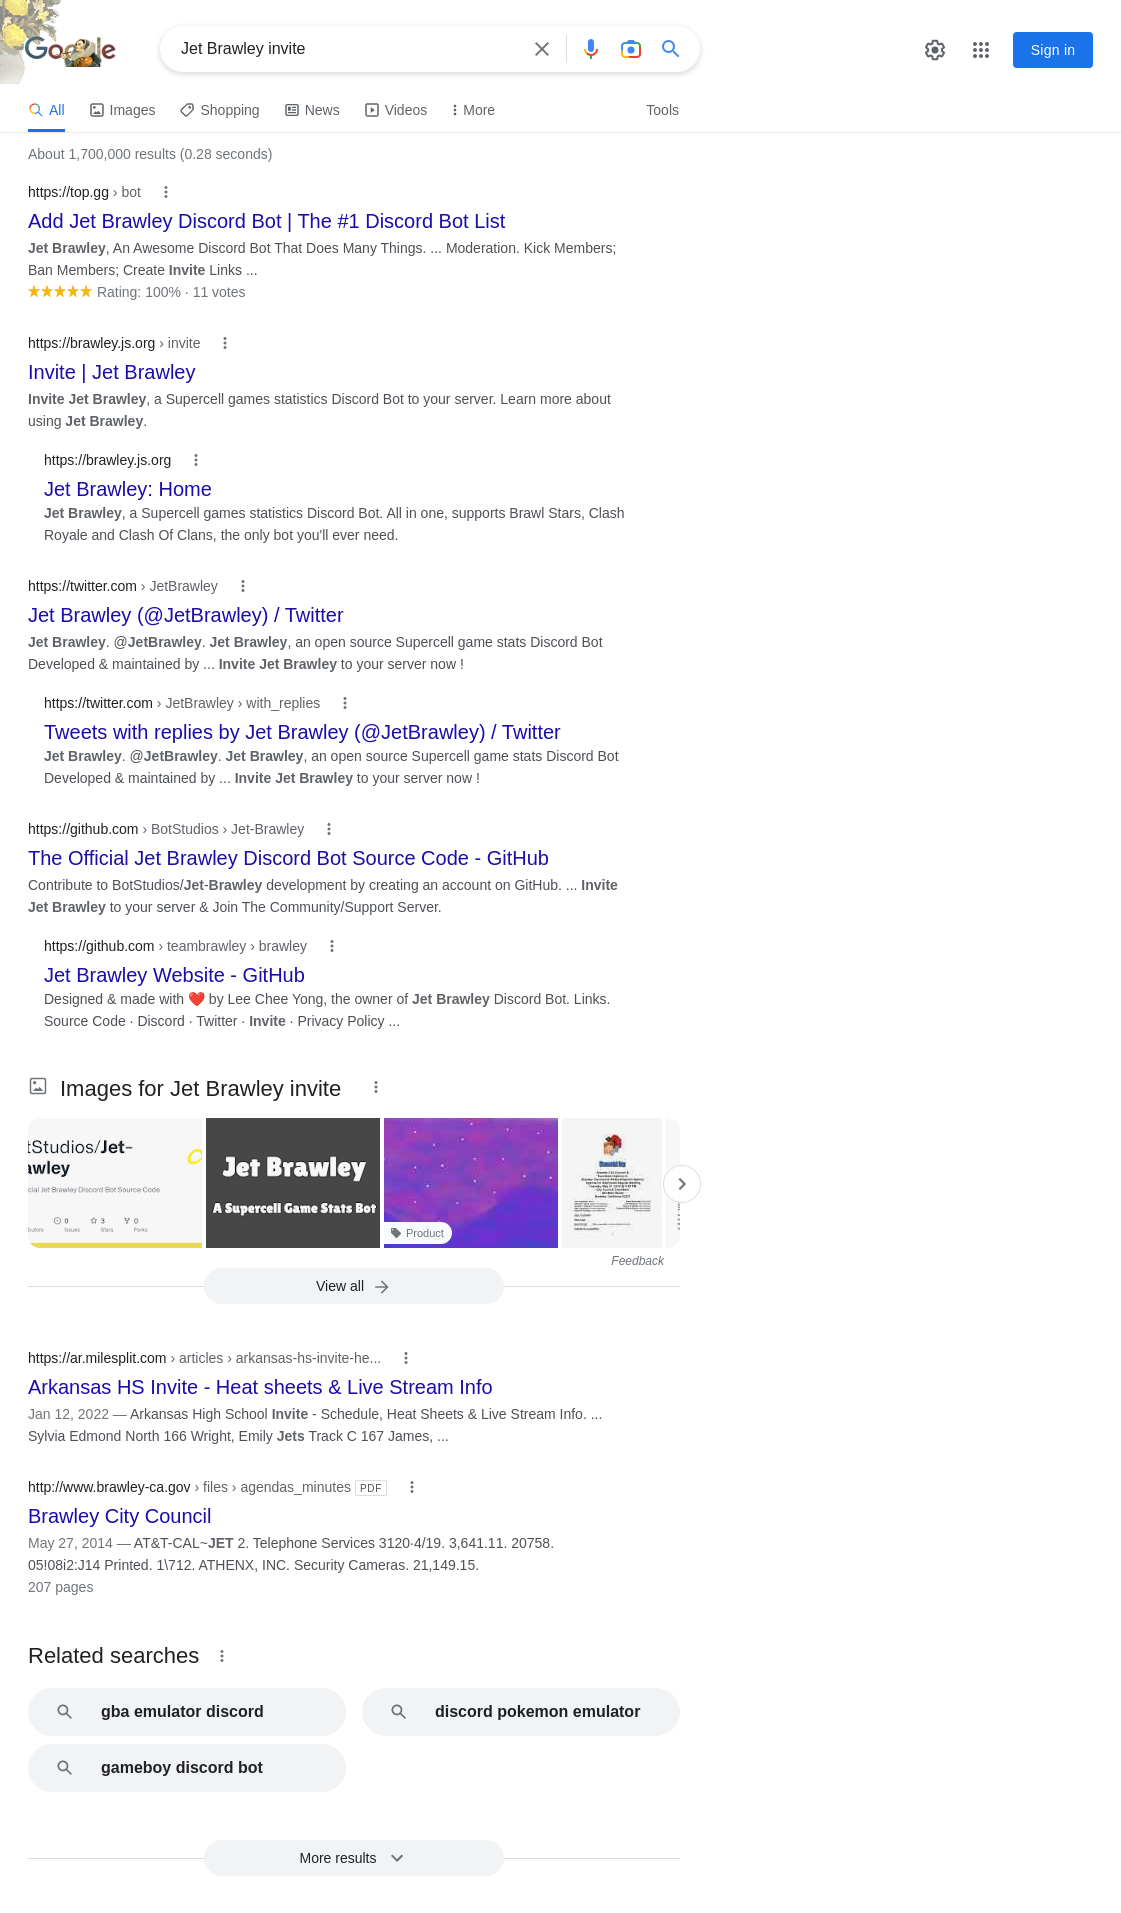 Google
Jet Brawley invite
Sign in
All
Images
Shopping
News
Videos
More
Tools
About 1,700,000 results (0.28 seconds)
https://top.gg › bot
Add Jet Brawley Discord Bot | The #1 Discord Bot List
Jet Brawley, An Awesome Discord Bot That Does Many Things. ... Moderation. Kick Members;
Ban Members; Create Invite Links ...
Rating: 100% · 11 votes
https://brawley.js.org › invite
Invite | Jet Brawley
Invite Jet Brawley, a Supercell games statistics Discord Bot to your server. Learn more about
using Jet Brawley.
https://brawley.js.org
Jet Brawley: Home
Jet Brawley, a Supercell games statistics Discord Bot. All in one, supports Brawl Stars, Clash
Royale and Clash Of Clans, the only bot you'll ever need.
https://twitter.com › JetBrawley
Jet Brawley (@JetBrawley) / Twitter
Jet Brawley. @JetBrawley. Jet Brawley, an open source Supercell game stats Discord Bot
Developed & maintained by ... Invite Jet Brawley to your server now !
https://twitter.com › JetBrawley › with_replies
Tweets with replies by Jet Brawley (@JetBrawley) / Twitter
Jet Brawley. @JetBrawley. Jet Brawley, an open source Supercell game stats Discord Bot
Developed & maintained by ... Invite Jet Brawley to your server now !
https://github.com › BotStudios › Jet-Brawley
The Official Jet Brawley Discord Bot Source Code - GitHub
Contribute to BotStudios/Jet-Brawley development by creating an account on GitHub. ... Invite
Jet Brawley to your server & Join The Community/Support Server.
https://github.com › teambrawley › brawley
Jet Brawley Website - GitHub
Designed & made with ❤️ by Lee Chee Yong, the owner of Jet Brawley Discord Bot. Links.
Source Code · Discord · Twitter · Invite · Privacy Policy ...
Images for Jet Brawley invite
tStudios/Jet-
awley
cial Jet Brawley Discord Bot Source Code
0
3
0
Issues
Stars
Forks
Jet Brawley
A Supercell Game Stats Bot
Product
Feedback
View all
https://ar.milesplit.com › articles › arkansas-hs-invite-he...
Arkansas HS Invite - Heat sheets & Live Stream Info
Jan 12, 2022 — Arkansas High School Invite - Schedule, Heat Sheets & Live Stream Info. ...
Sylvia Edmond North 166 Wright, Emily Jets Track C 167 James, ...
http://www.brawley-ca.gov › files › agendas_minutes PDF
Brawley City Council
May 27, 2014 — AT&T-CAL~JET 2. Telephone Services 3120·4/19. 3,641.11. 20758.
05!08i2:J14 Printed. 1\712. ATHENX, INC. Security Cameras. 21,149.15.
207 pages
Related searches
gba emulator discord
discord pokemon emulator
gameboy discord bot
More results